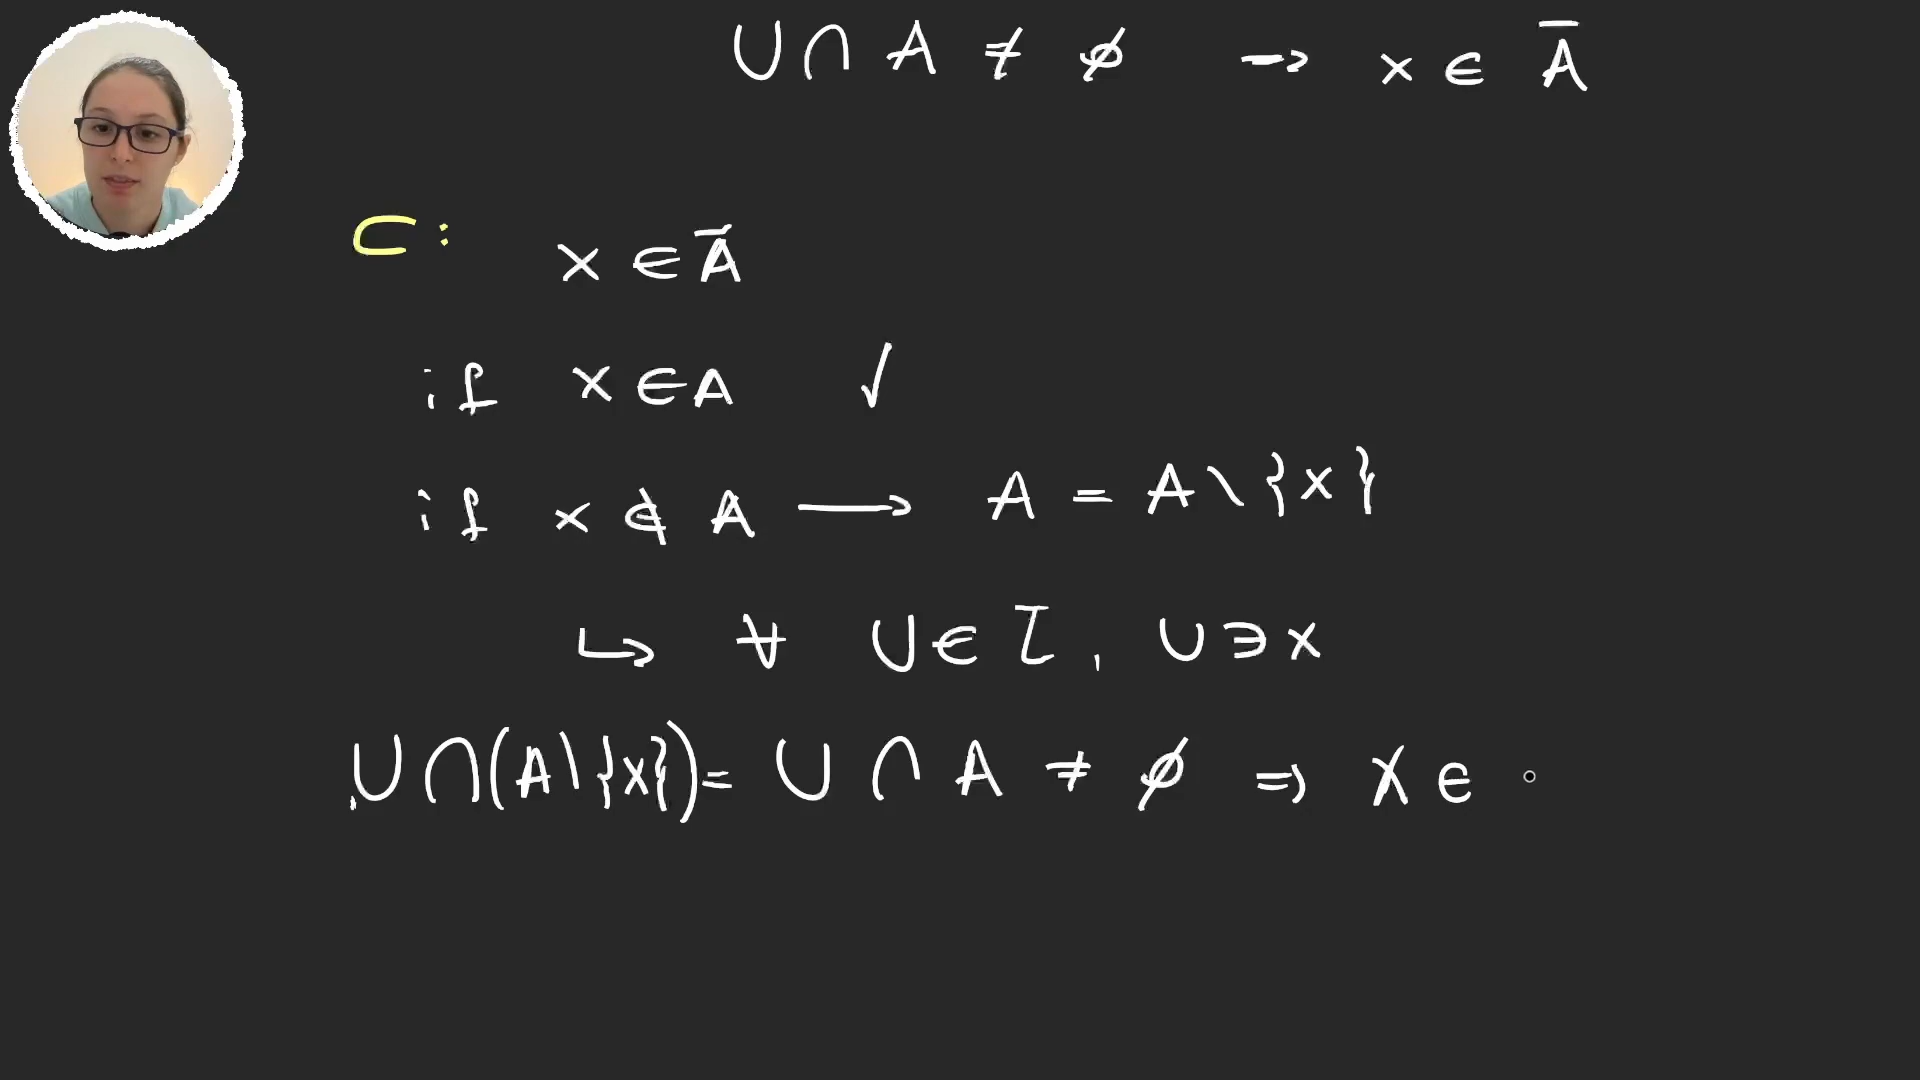 U ∩ A ≠ ∅ → x ∈ A̅
⊂ : x ∈ A̅
if x ∈ A ✓
if x ∉ A ⟶ A = A \ {x}
↳ ∀ U ∈ τ, U ∋ x
U ∩ (A \ {x}) = U ∩ A ≠ ∅ ⇒ x ∈